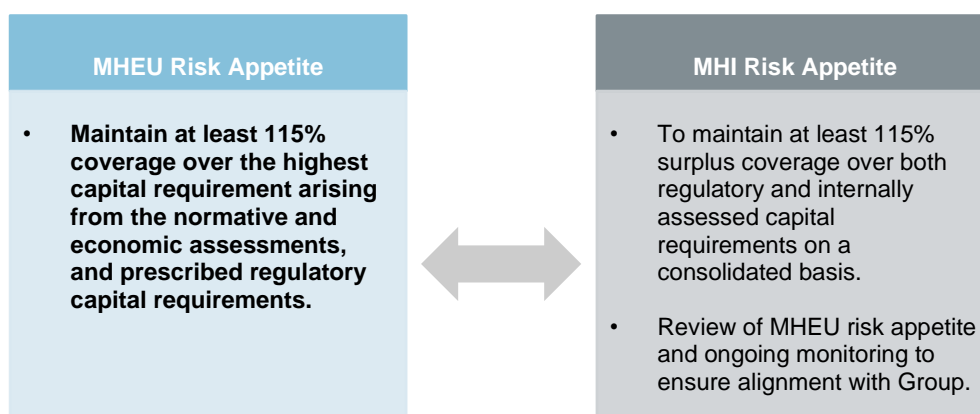 MHEU Risk Appetite
• Maintain at least 115%
coverage over the highest
capital requirement arising
from the normative and
economic assessments,
and prescribed regulatory
capital requirements.
MHI Risk Appetite
• To maintain at least 115%
surplus coverage over both
regulatory and internally
assessed capital
requirements on a
consolidated basis.
• Review of MHEU risk appetite
and ongoing monitoring to
ensure alignment with Group.